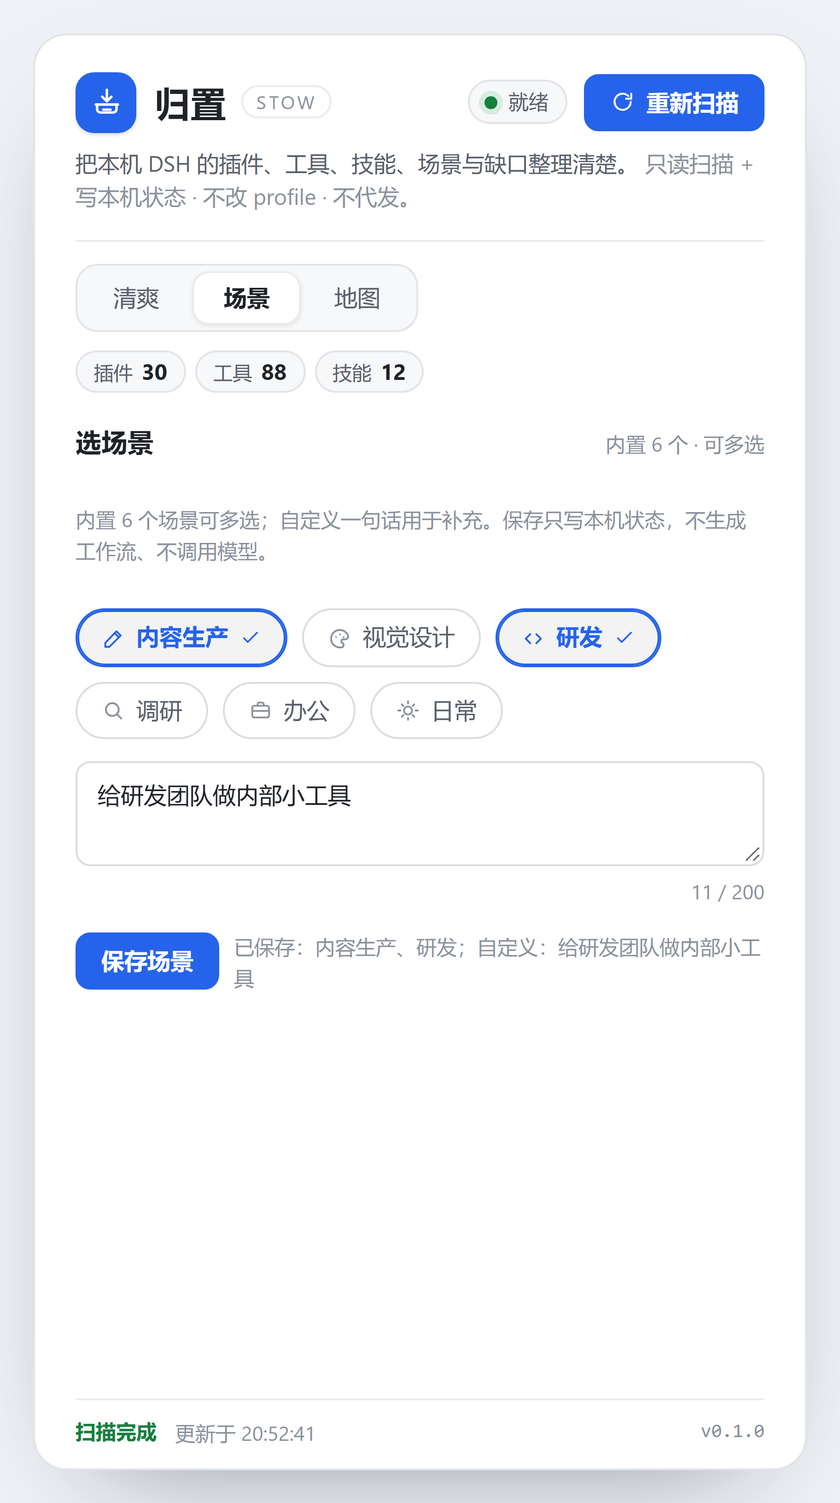 归置 STOW 就绪 重新扫描
把本机 DSH 的插件、工具、技能、场景与缺口整理清楚。 只读扫描 +
写本机状态 · 不改 profile · 不代发。
清爽 场景 地图
插件 30 工具 88 技能 12
选场景 内置 6 个 · 可多选
内置 6 个场景可多选；自定义一句话用于补充。保存只写本机状态，不生成
工作流、不调用模型。
内容生产 视觉设计 研发
调研 办公 日常
给研发团队做内部小工具
11 / 200
保存场景 已保存：内容生产、研发；自定义：给研发团队做内部小工
具
扫描完成 更新于 20:52:41 v0.1.0